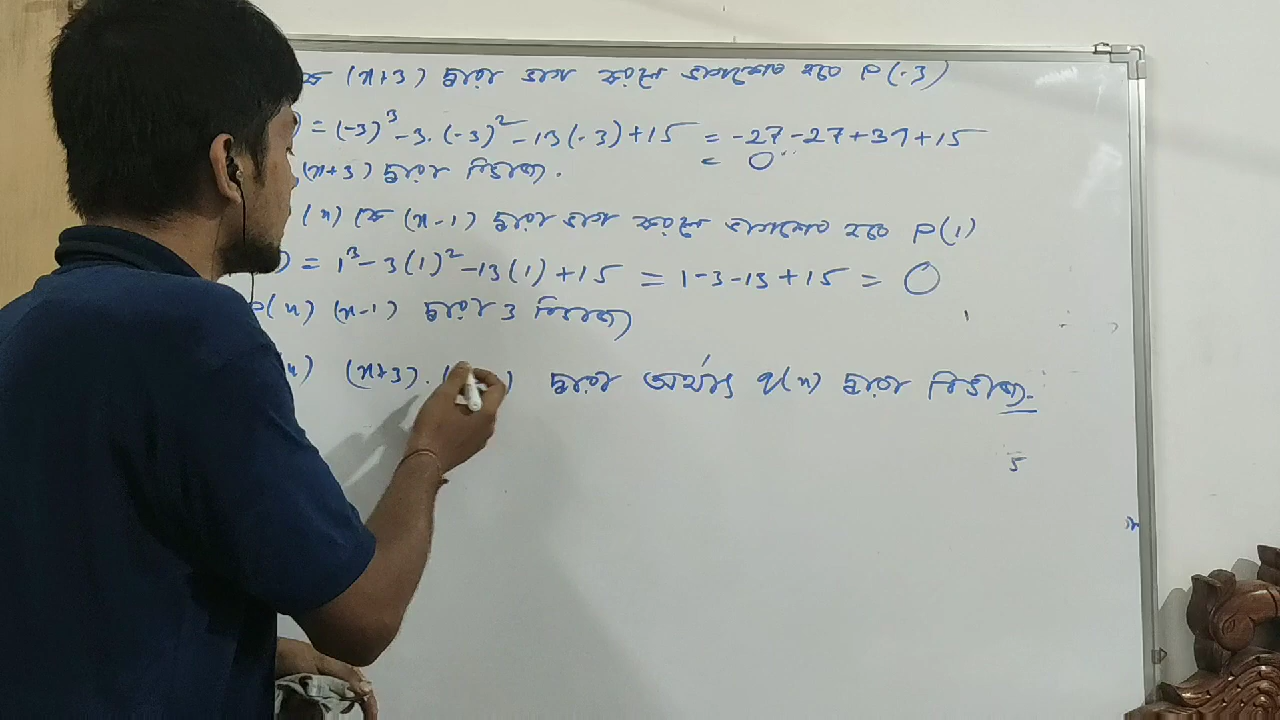 (x+3) দ্বারা ভাগ করলে ভাগশেষ হবে P(-3)
) = (-3)³ - 3.(-3)² - 13(-3) + 15 = -27 - 27 + 39 + 15
= 0
(x+3) দ্বারা বিভাজ্য.
(x) কে (x-1) দ্বারা ভাগ করলে ভাগশেষ হবে P(1)
) = 1³ - 3(1)² - 13(1) + 15 = 1 - 3 - 13 + 15 = 0
P(x) (x-1) দ্বারাও বিভাজ্য
x) (x+3). ) দ্বারা অর্থাৎ q(x) দ্বারা বিভাজ্য.